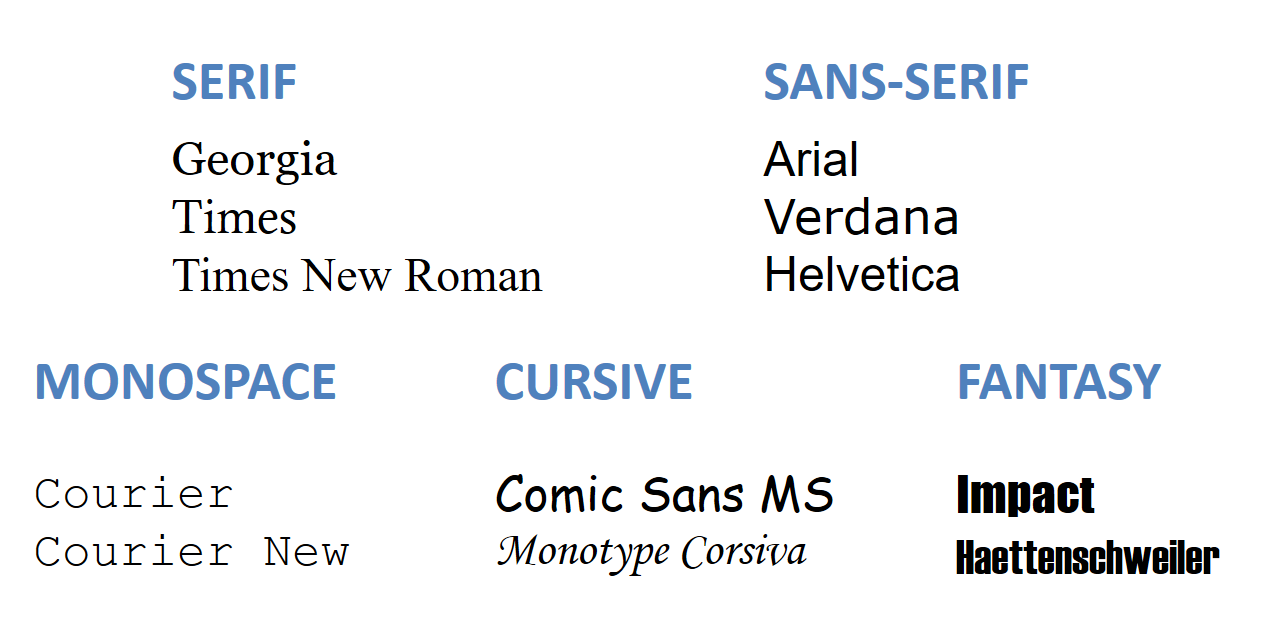 SERIF
Georgia
Times
Times New Roman
SANS-SERIF
Arial
Verdana
Helvetica
MONOSPACE
Courier
Courier New
CURSIVE
Comic Sans MS
Monotype Corsiva
FANTASY
Impact
Haettenschweiler